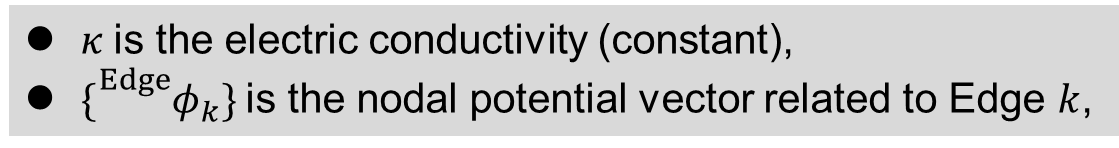 ● κ is the electric conductivity (constant),
● {^Edge ϕ_k} is the nodal potential vector related to Edge k,